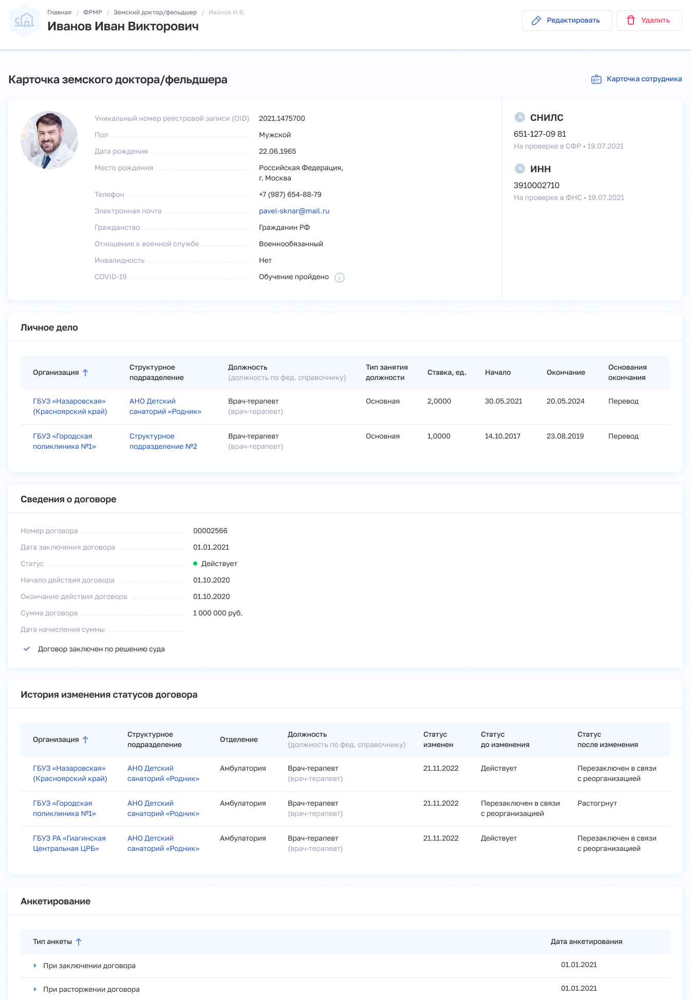 Главная / ФРМР / Земский доктор/фельдшер / Иванов И.В.
Иванов Иван Викторович
Редактировать
Удалить
Карточка земского доктора/фельдшера
Карточка сотрудника
Уникальный номер реестровой записи (OID) 2021.1475700
Пол Мужской
Дата рождения 22.06.1965
Место рождения Российская Федерация,
г. Москва
Телефон +7 (987) 654-88-79
Электронная почта pavel-sknar@mail.ru
Гражданство Гражданин РФ
Отношение к военной службе Военнообязанный
Инвалидность Нет
COVID-19 Обучение пройдено
СНИЛС
651-127-09 81
На проверке в СФР • 19.07.2021
ИНН
3910002710
На проверке в ФНС • 19.07.2021
Личное дело
Организация
Структурное
подразделение
Должность
(должность по фед. справочнику)
Тип занятия
должности
Ставка, ед.
Начало
Окончание
Основания
окончания
ГБУЗ «Назаровская»
(Красноярский край)
АНО Детский
санаторий «Родник»
Врач-терапевт
(врач-терапевт)
Основная
2,0000
30.05.2021
20.05.2024
Перевод
ГБУЗ «Городская
поликлиника №1»
Структурное
подразделение №2
Врач-терапевт
(врач-терапевт)
Основная
1,0000
14.10.2017
23.08.2019
Перевод
Сведения о договоре
Номер договора 00002566
Дата заключения договора 01.01.2021
Статус Действует
Начало действия договора 01.10.2020
Окончание действия договора 01.10.2020
Сумма договора 1 000 000 руб.
Дата начисления суммы
Договор заключен по решению суда
История изменения статусов договора
Организация
Структурное
подразделение
Отделение
Должность
(должность по фед. справочнику)
Статус
изменен
Статус
до изменения
Статус
после изменения
ГБУЗ «Назаровская»
(Красноярский край)
АНО Детский
санаторий «Родник»
Амбулатория
Врач-терапевт
(врач-терапевт)
21.11.2022
Действует
Перезаключен в связи
с реорганизацией
ГБУЗ «Городская
поликлиника №1»
АНО Детский
санаторий «Родник»
Амбулатория
Врач-терапевт
(врач-терапевт)
21.11.2022
Перезаключен в связи
с реорганизацией
Растогрнут
ГБУЗ РА «Гиагинская
Центральная ЦРБ»
АНО Детский
санаторий «Родник»
Амбулатория
Врач-терапевт
(врач-терапевт)
21.11.2022
Действует
Перезаключен в связи
с реорганизацией
Анкетирование
Тип анкеты
Дата анкетирования
При заключении договора
01.01.2021
При расторжении договора
01.01.2021